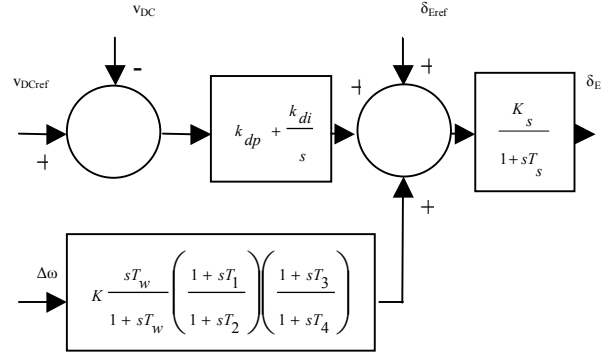 v_DC
δ_Eref
-
+
v_DCref
+
δ_E
+
k_dp + k_di / s
K_s / 1+sT_s
+
Δω
K sT_w / 1 + sT_w ( 1 + sT_1 / 1 + sT_2 ) ( 1 + sT_3 / 1 + sT_4 )